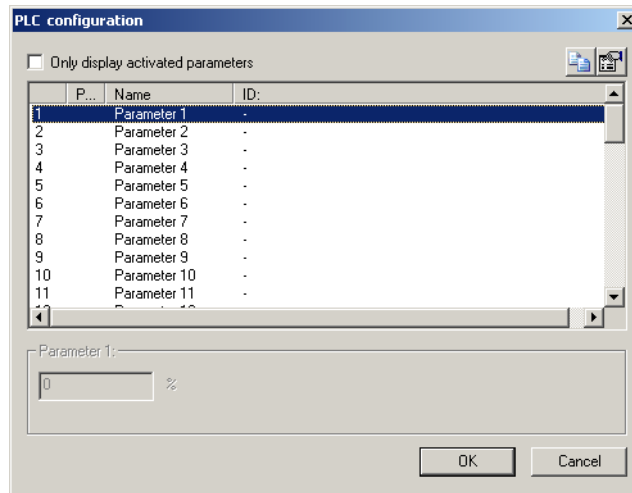 PLC configuration
Only display activated parameters
P... Name ID:
1 Parameter 1 -
2 Parameter 2 -
3 Parameter 3 -
4 Parameter 4 -
5 Parameter 5 -
6 Parameter 6 -
7 Parameter 7 -
8 Parameter 8 -
9 Parameter 9 -
10 Parameter 10 -
11 Parameter 11 -
Parameter 1:
0 %
OK Cancel